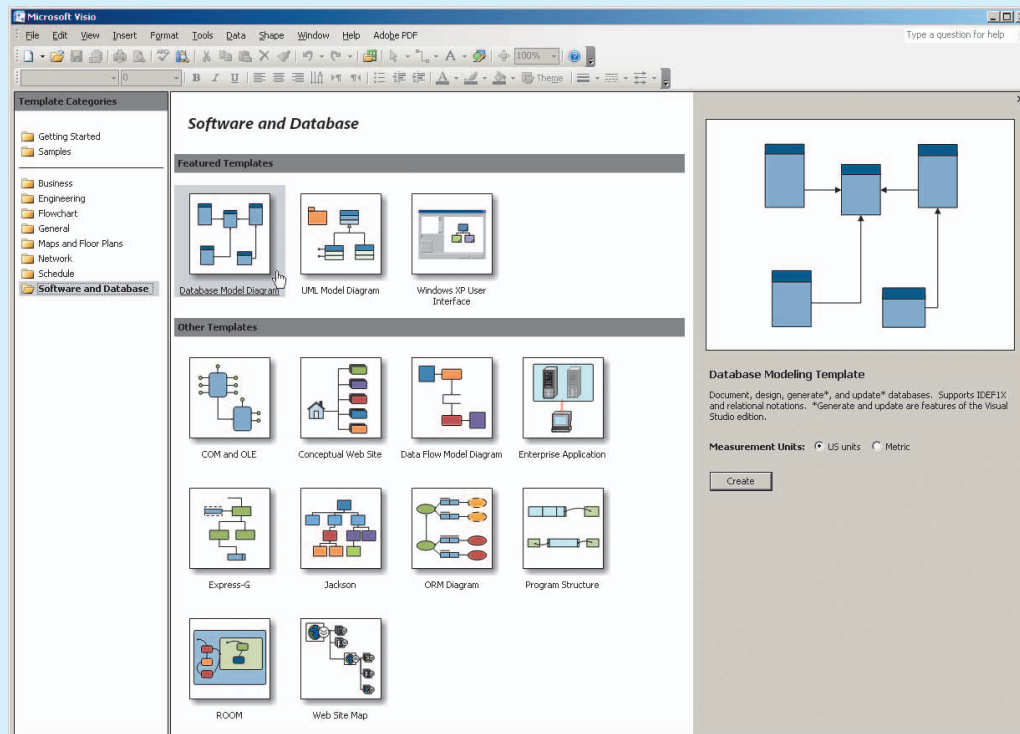 Microsoft Visio
File Edit View Insert Format Tools Data Shape Window Help Adobe PDF
Type a question for help
100%
0
B I U
A
Theme
Template Categories
Getting Started
Samples
Business
Engineering
Flowchart
General
Maps and Floor Plans
Network
Schedule
Software and Database
Software and Database
Featured Templates
Database Model Diagram
UML Model Diagram
Windows XP User
Interface
Other Templates
COM and OLE
Conceptual Web Site
Data Flow Model Diagram
Enterprise Application
Express-G
Jackson
ORM Diagram
Program Structure
ROOM
Web Site Map
Database Modeling Template
Document, design, generate*, and update* databases. Supports IDEF1X
and relational notations. *Generate and update are features of the Visual
Studio edition.
Measurement Units: US units Metric
Create